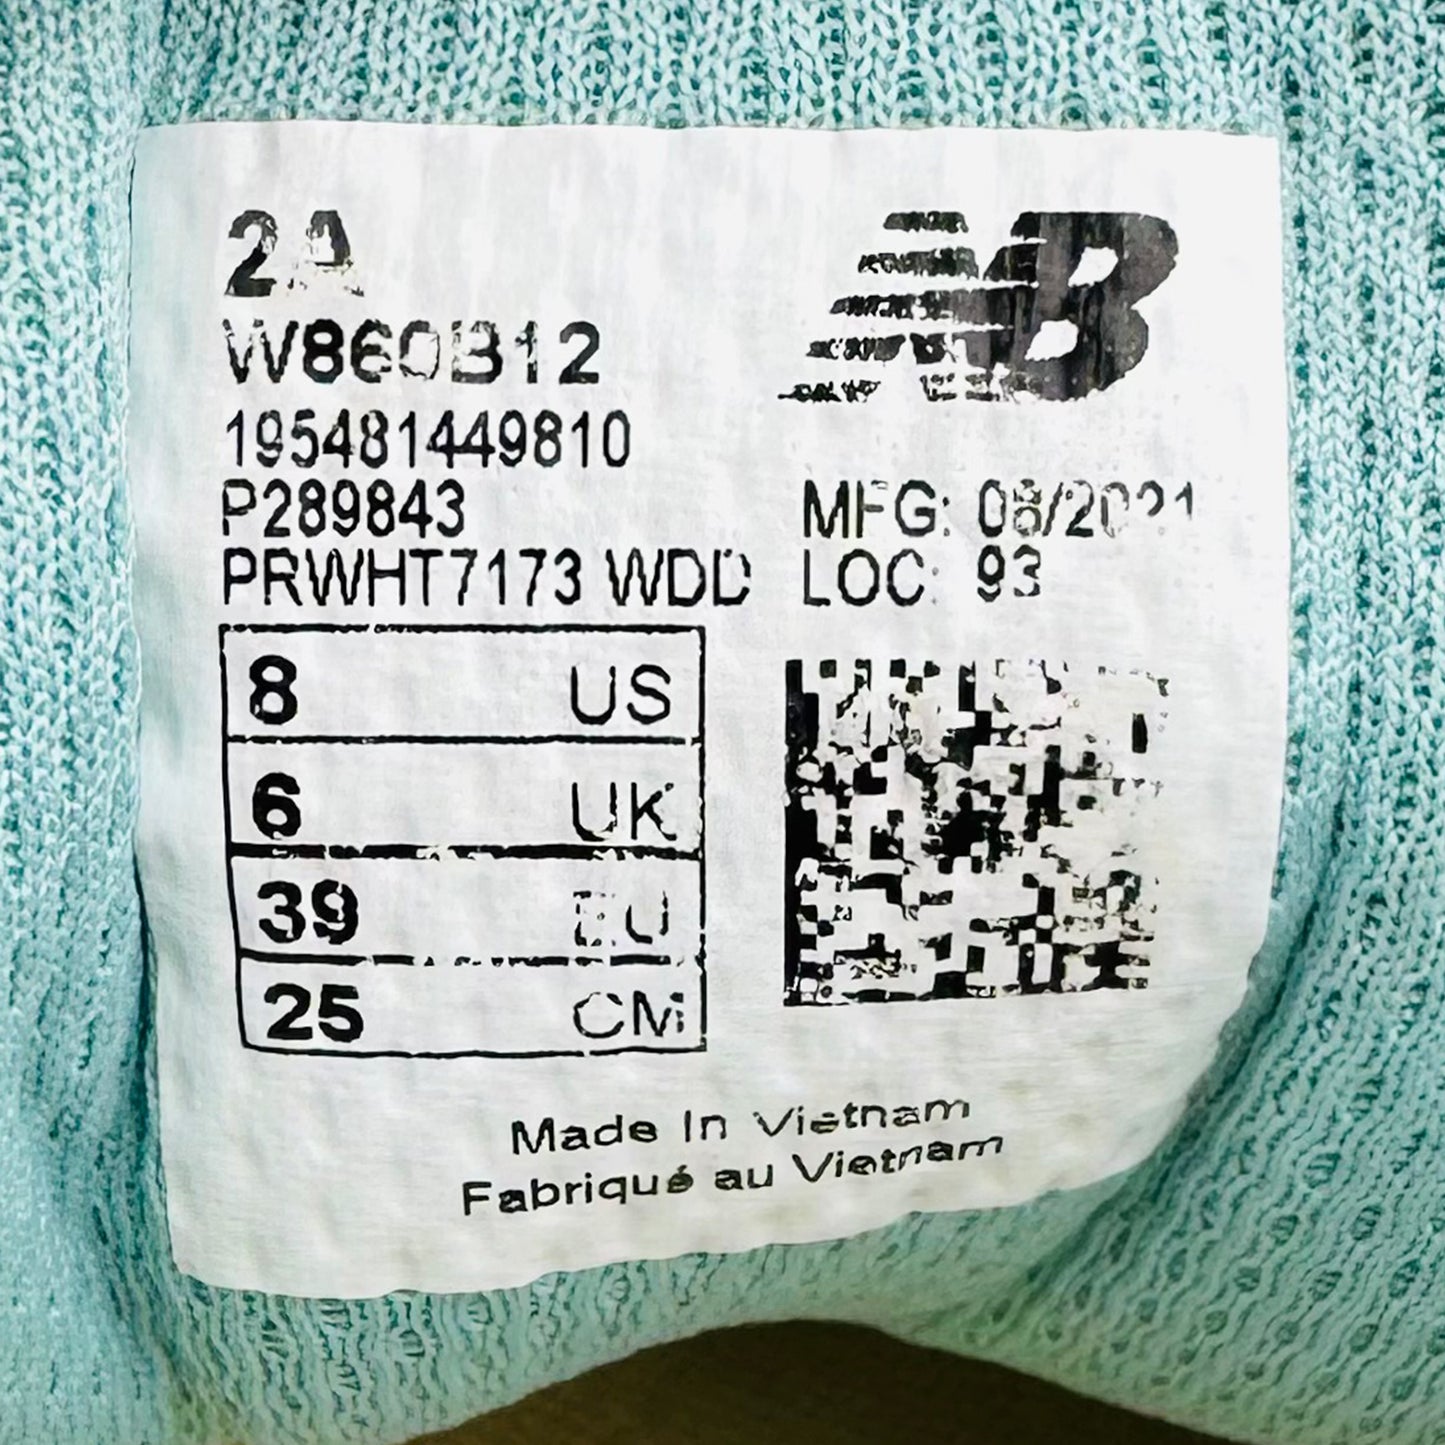 2A
W860B12
195481449810
P289843
PRWHT7173 WDD
NB
MFG: 08/2021
LOC: 93
8 US
6 UK
39 EU
25 CM
Made In Vietnam
Fabriqué au Vietnam